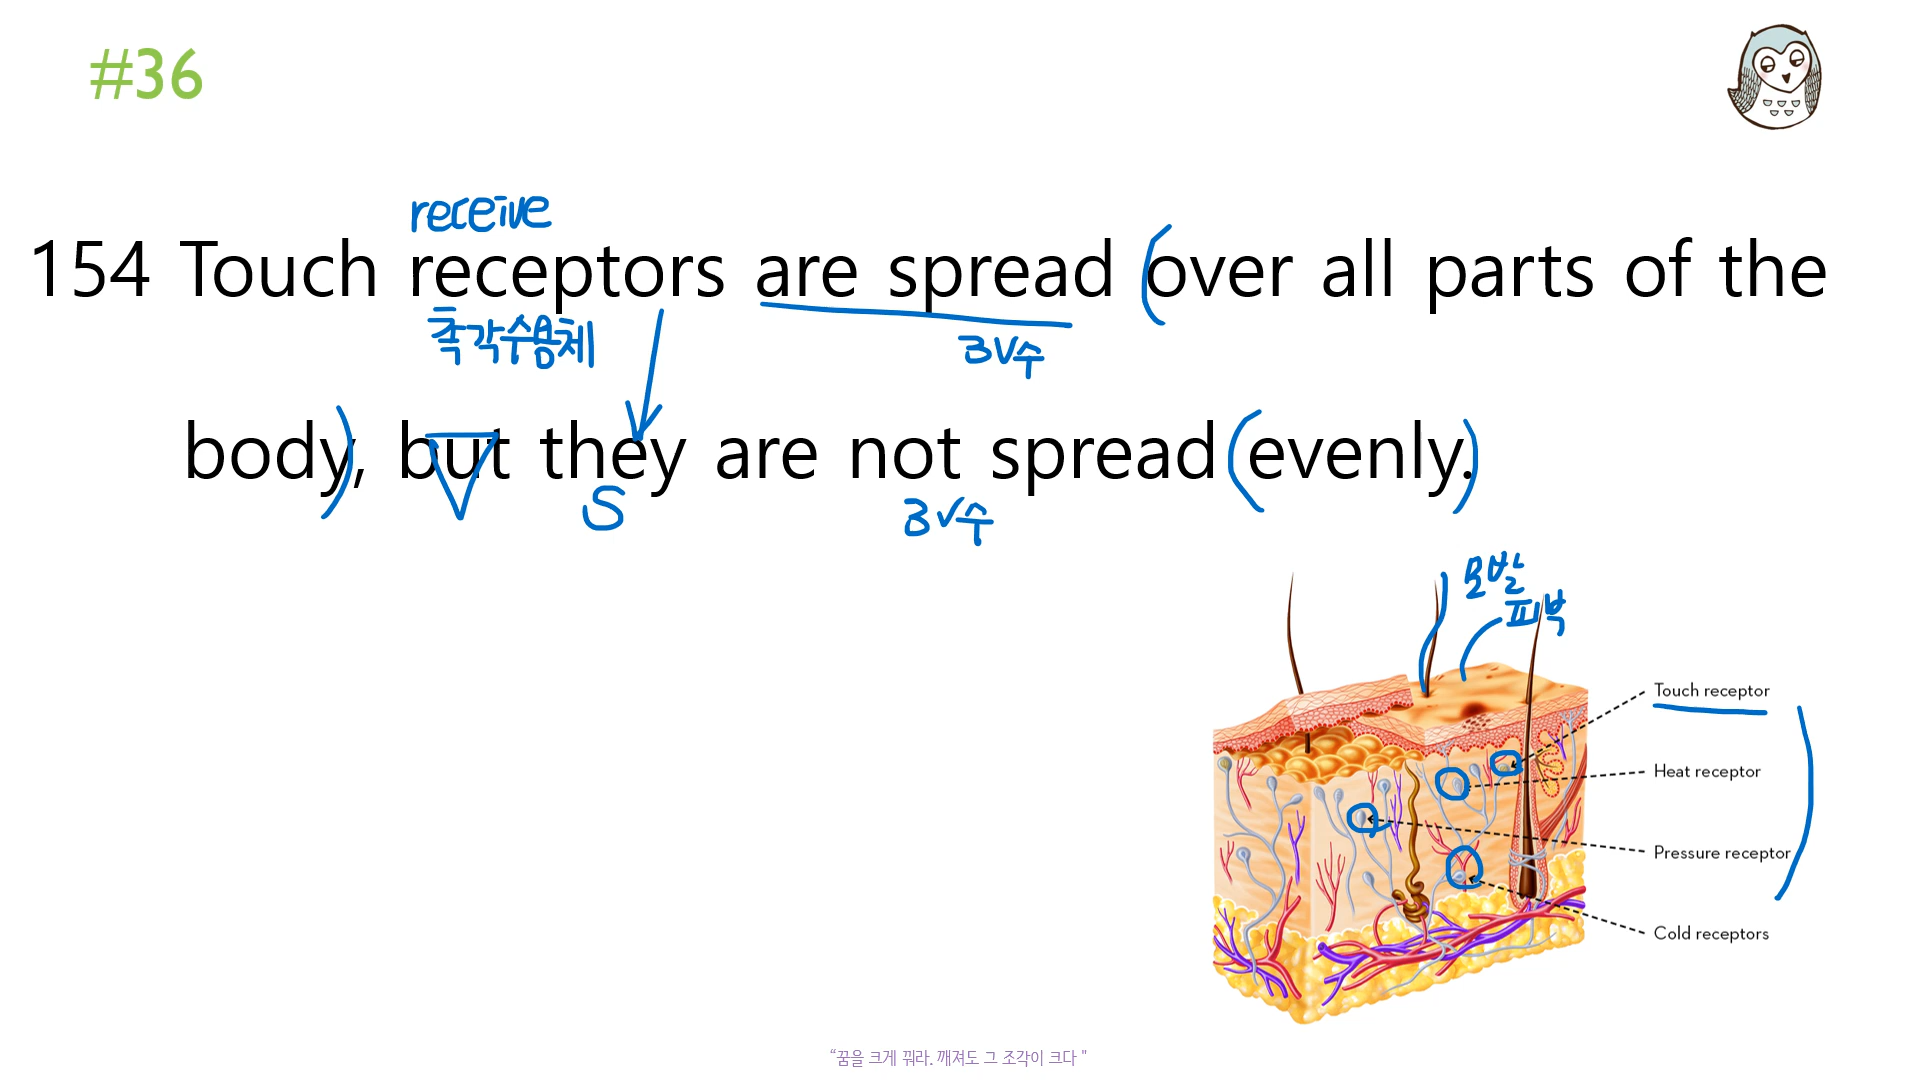 #36
receive
154 Touch receptors are spread (over all parts of the
촉각수용체
3V수
body), but they are not spread (evenly.)
S
3V수
모발
피부
Touch receptor
Heat receptor
Pressure receptor
Cold receptors
“꿈을 크게 꿔라. 깨져도 그 조각이 크다 "